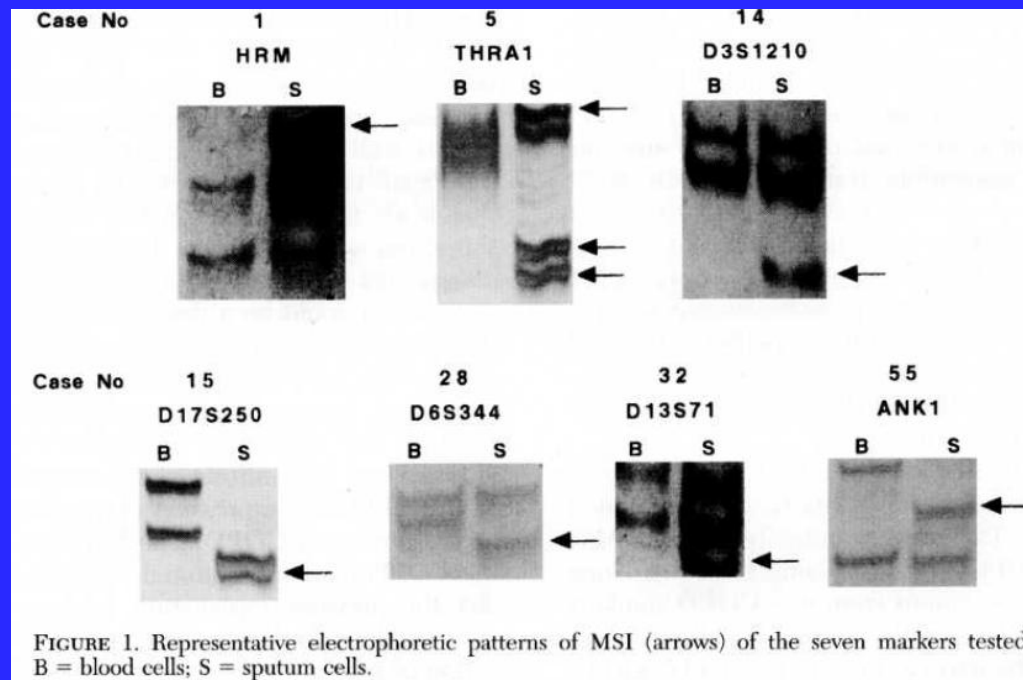 Case No 1 5 14
HRM THRA1 D3S1210
B S B S B S
Case No 15 28 32 55
D17S250 D6S344 D13S71 ANK1
B S B S B S B S
FIGURE 1. Representative electrophoretic patterns of MSI (arrows) of the seven markers tested
B = blood cells; S = sputum cells.